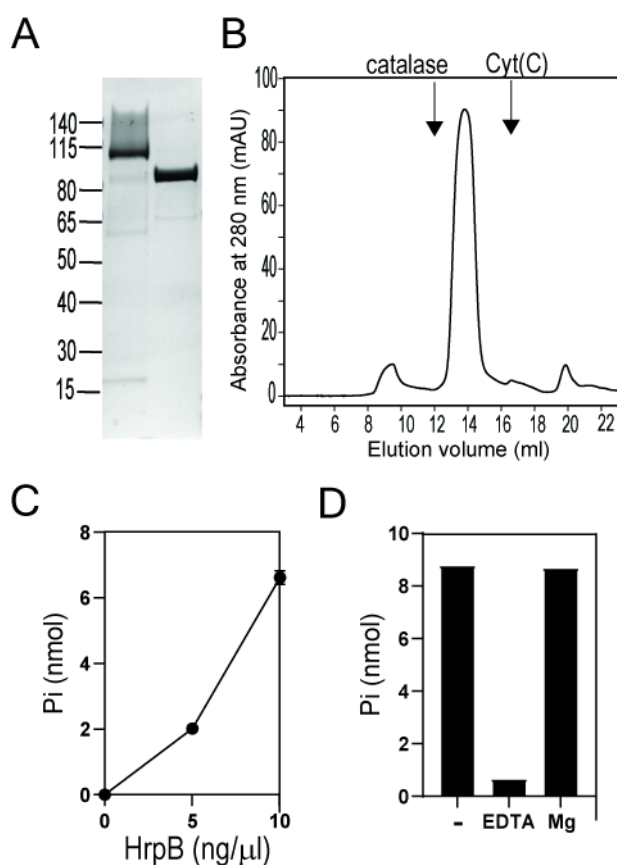 A
140
115
80
65
50
40
30
15
B
catalase
Cyt(C)
Absorbance at 280 nm (mAU)
100
80
60
40
20
0
4 6 8 10 12 14 16 18 20 22
Elution volume (ml)
C
Pi (nmol)
8
6
4
2
0
0 5 10
HrpB (ng/µl)
D
Pi (nmol)
10
8
6
4
2
0
- EDTA Mg